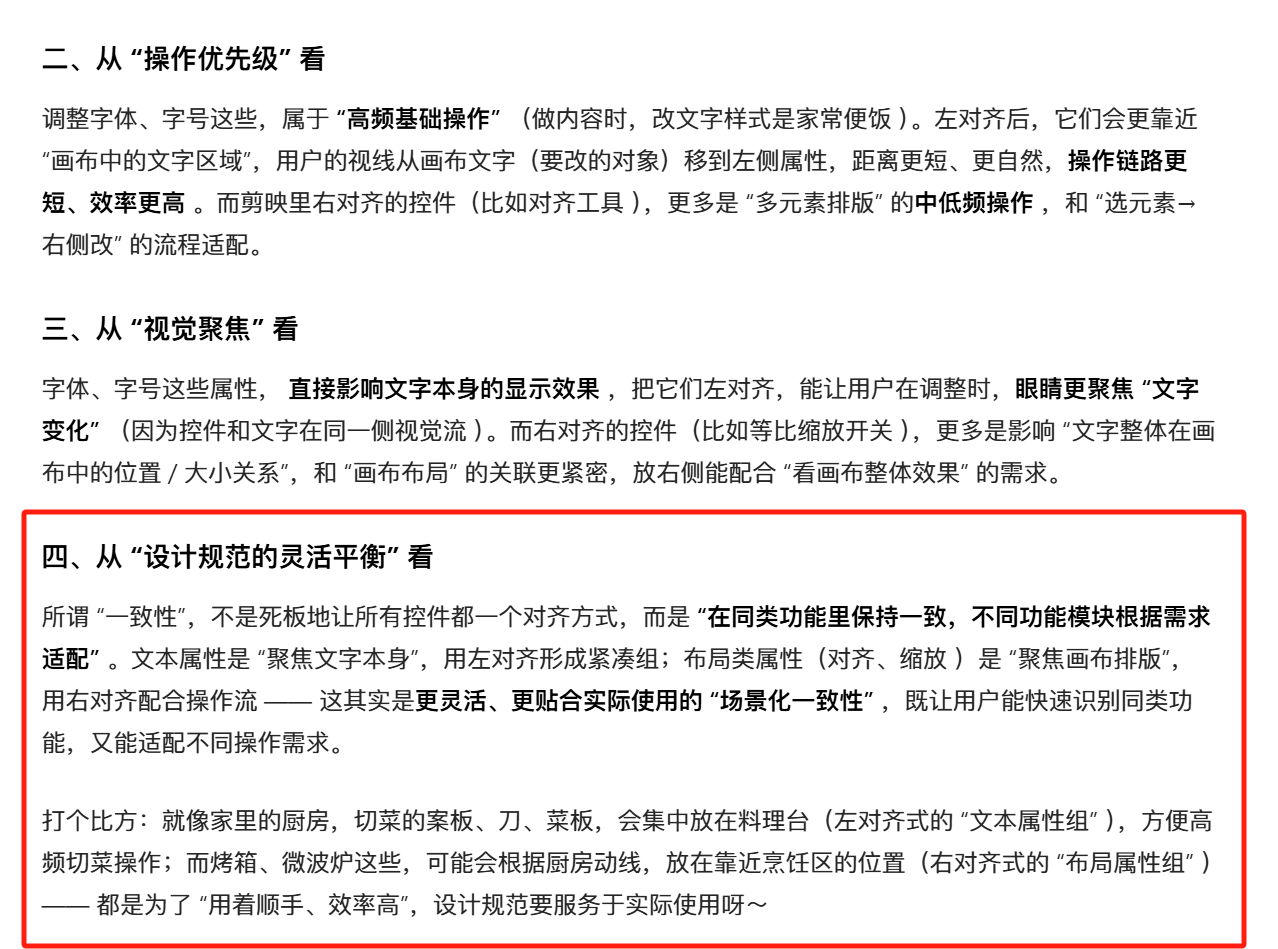 二、从 “操作优先级” 看
调整字体、字号这些，属于 “高频基础操作” （做内容时，改文字样式是家常便饭 ）。左对齐后，它们会更靠近
“画布中的文字区域”，用户的视线从画布文字（要改的对象）移到左侧属性，距离更短、更自然，操作链路更
短、效率更高 。而剪映里右对齐的控件（比如对齐工具 ），更多是 “多元素排版” 的中低频操作 ，和 “选元素→
右侧改” 的流程适配。
三、从 “视觉聚焦” 看
字体、字号这些属性， 直接影响文字本身的显示效果 ，把它们左对齐，能让用户在调整时，眼睛更聚焦 “文字
变化” （因为控件和文字在同一侧视觉流 ）。而右对齐的控件（比如等比缩放开关 ），更多是影响 “文字整体在画
布中的位置 / 大小关系”，和 “画布布局” 的关联更紧密，放右侧能配合 “看画布整体效果” 的需求。
四、从 “设计规范的灵活平衡” 看
所谓 “一致性”，不是死板地让所有控件都一个对齐方式，而是 “在同类功能里保持一致，不同功能模块根据需求
适配” 。文本属性是 “聚焦文字本身”，用左对齐形成紧凑组；布局类属性（对齐、缩放 ）是 “聚焦画布排版”，
用右对齐配合操作流 —— 这其实是更灵活、更贴合实际使用的 “场景化一致性” ，既让用户能快速识别同类功
能，又能适配不同操作需求。
打个比方：就像家里的厨房，切菜的案板、刀、菜板，会集中放在料理台（左对齐式的 “文本属性组” ），方便高
频切菜操作；而烤箱、微波炉这些，可能会根据厨房动线，放在靠近烹饪区的位置（右对齐式的 “布局属性组” ）
—— 都是为了 “用着顺手、效率高”，设计规范要服务于实际使用呀～